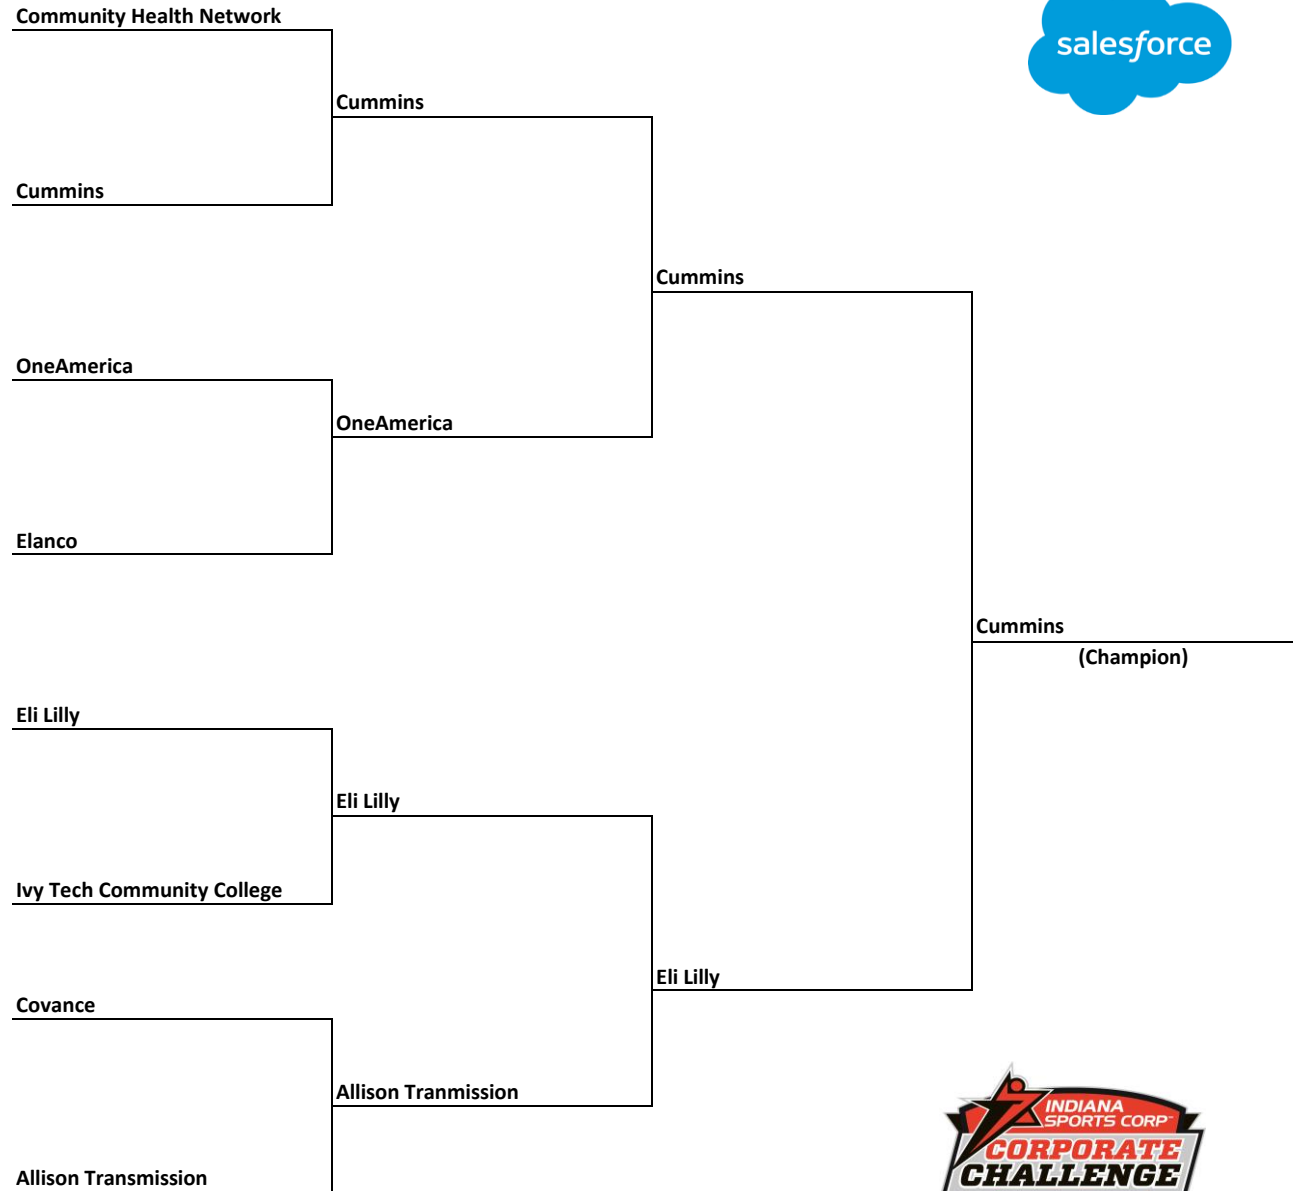 Community Health Network
salesforce
Cummins
Cummins
Cummins
OneAmerica
OneAmerica
Elanco
Cummins
(Champion)
Eli Lilly
Eli Lilly
Ivy Tech Community College
Eli Lilly
Covance
Allison Tranmission
INDIANA
SPORTS CORP
CORPORATE
CHALLENGE
Allison Transmission